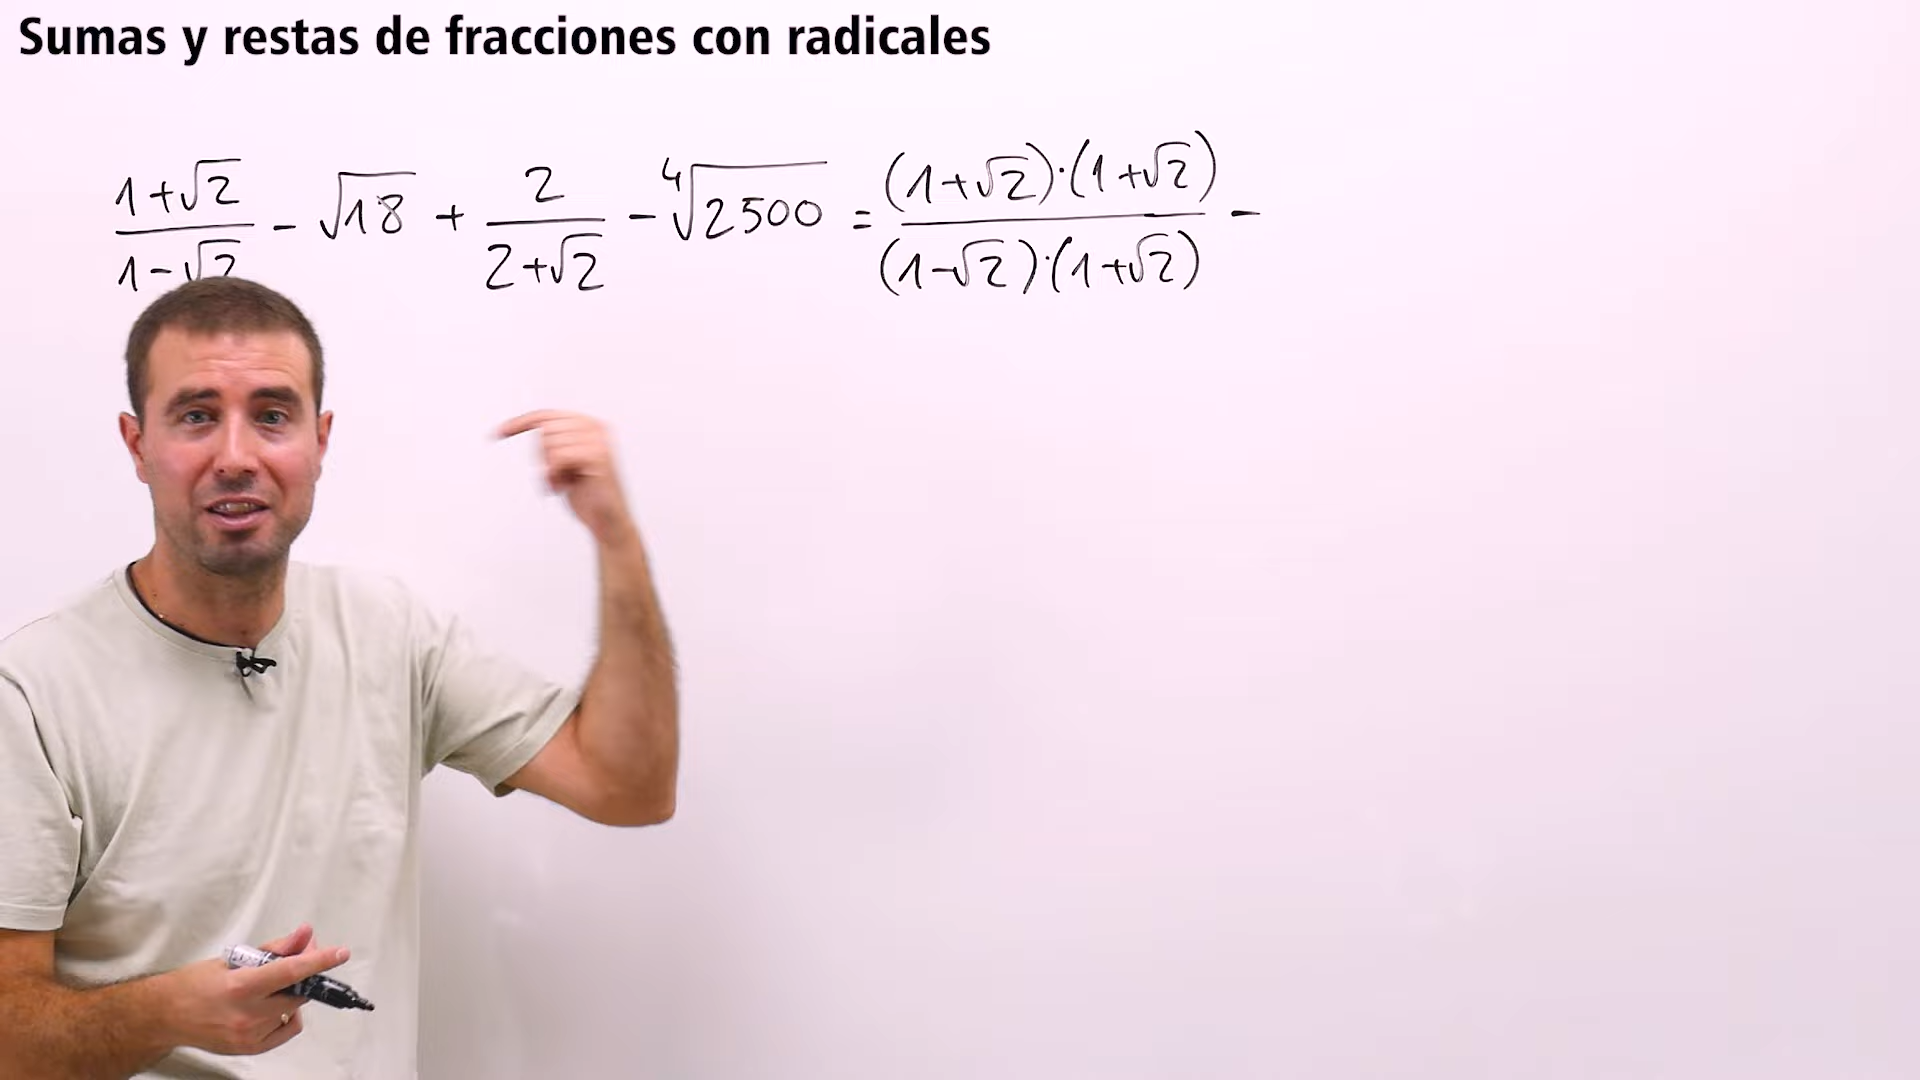 Sumas y restas de fracciones con radicales
1+√2 / 1-√2 - √18 + 2 / 2+√2 - ⁴√2500 = (1+√2)·(1+√2) / (1-√2)·(1+√2) -